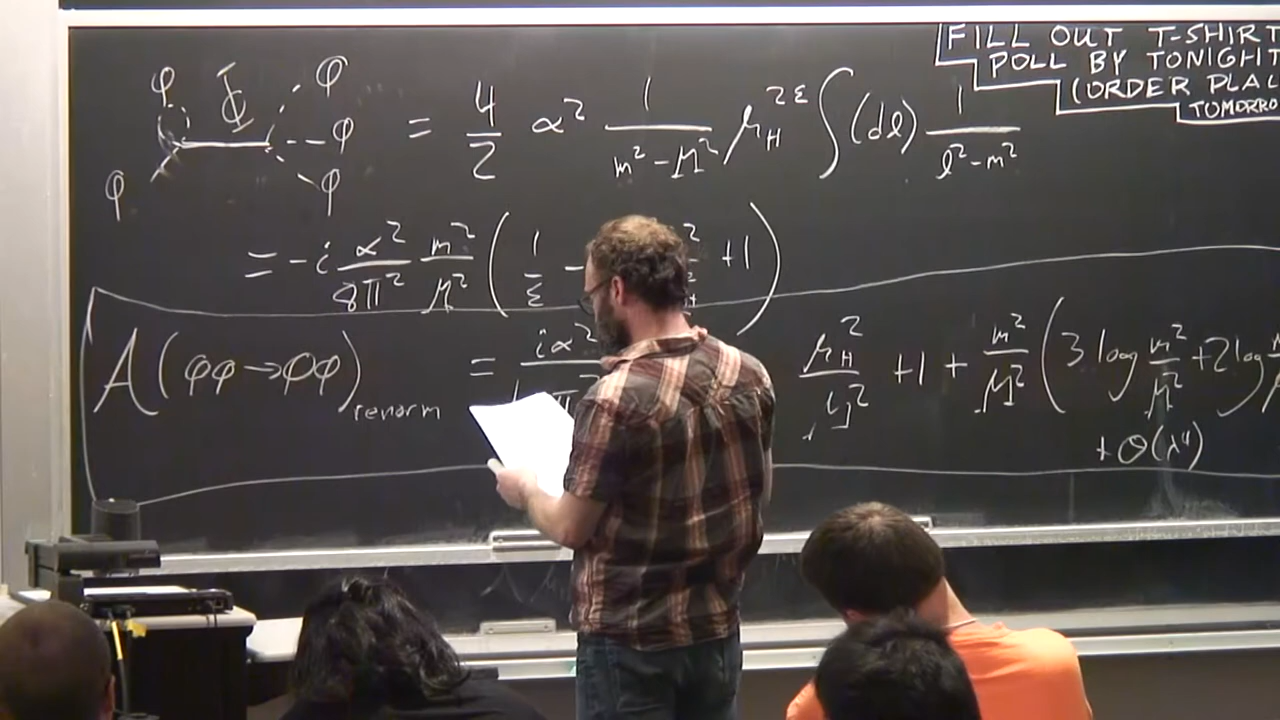 FILL OUT T-SHIRT
POLL BY TONIGHT
(ORDER PLA
TOMORRO
φ Φ φ φ φ φ = 4/2 α² 1/(m² - M²) μ_H^{2ε} ∫(dl) 1/(l² - m²)
= -i α²/8π² m²/M² ( 1/ε - +1 )
A(φφ→φφ)renorm = iα² μ_H²/μ² +1 + m²/M² ( 3 log m²/M² + 2 log
+ O(λ⁴)